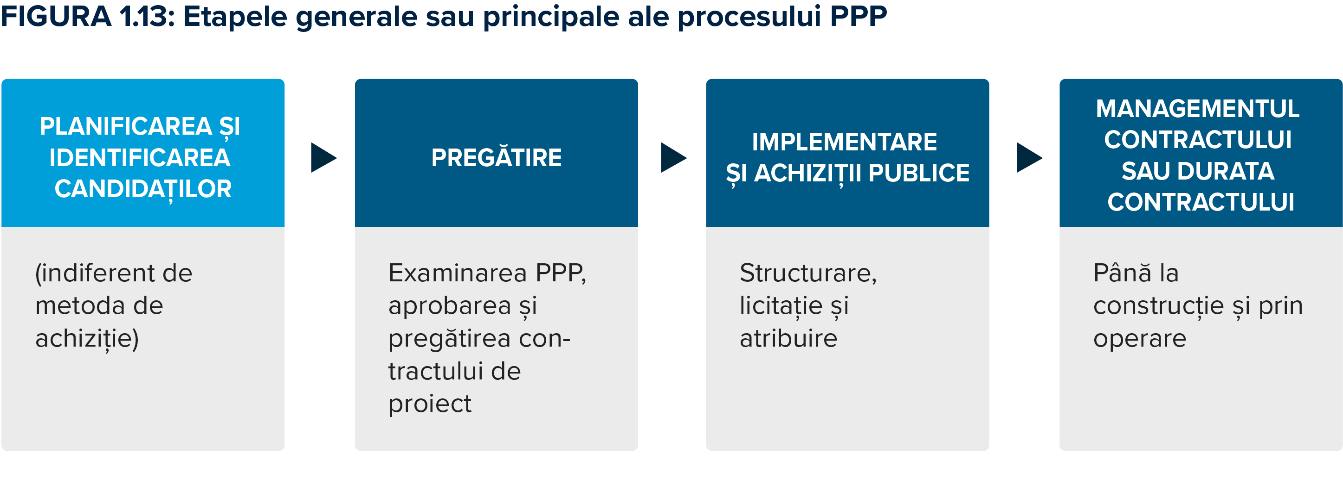 FIGURA 1.13: Etapele generale sau principale ale procesului PPP
PLANIFICAREA ȘI
IDENTIFICAREA
CANDIDAȚILOR
(indiferent de
metoda de
achiziție)
PREGĂTIRE
Examinarea PPP,
aprobarea și
pregătirea con-
tractului de
proiect
IMPLEMENTARE
ȘI ACHIZIȚII PUBLICE
Structurare,
licitație și
atribuire
MANAGEMENTUL
CONTRACTULUI
SAU DURATA
CONTRACTULUI
Până la
construcție și prin
operare